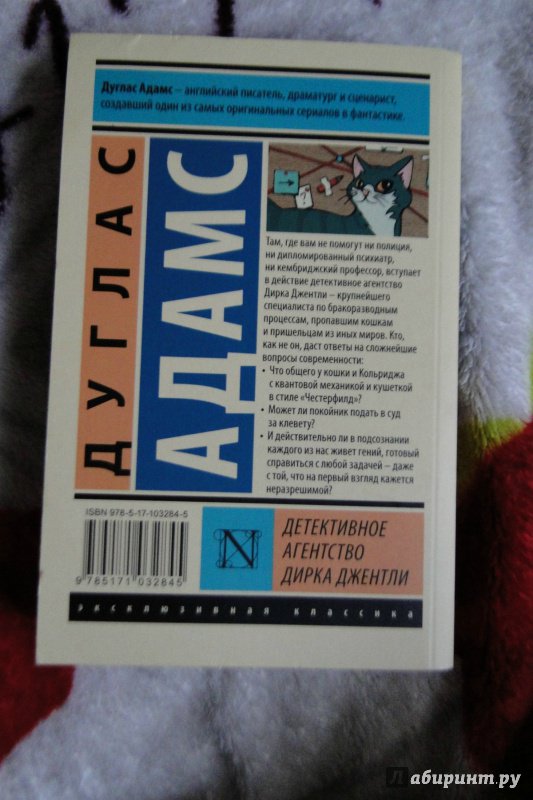 Дуглас Адамс – английский писатель, драматург и сценарист,
создавший один из самых оригинальных сериалов в фантастике.
ДУГЛАС
АДАМС
Там, где вам не помогут ни полиция,
ни дипломированный психиатр,
ни кембриджский профессор, вступает
в действие детективное агентство
Дирка Джентли – крупнейшего
специалиста по бракоразводным
процессам, пропавшим кошкам
и пришельцам из иных миров. Кто,
как не он, даст ответы на сложнейшие
вопросы современности:
• Что общего у кошки и Кольриджа
с квантовой механикой и кушеткой
в стиле «Честерфилд»?
• Может ли покойник подать в суд
за клевету?
• И действительно ли в подсознании
каждого из нас живет гений, готовый
справиться с любой задачей – даже
с той, что на первый взгляд кажется
неразрешимой?
ISBN 978-5-17-103284-5
9 785171 032845
N
ДЕТЕКТИВНОЕ
АГЕНТСТВО
ДИРКА ДЖЕНТЛИ
эксклюзивная классика
Лабиринт.ру